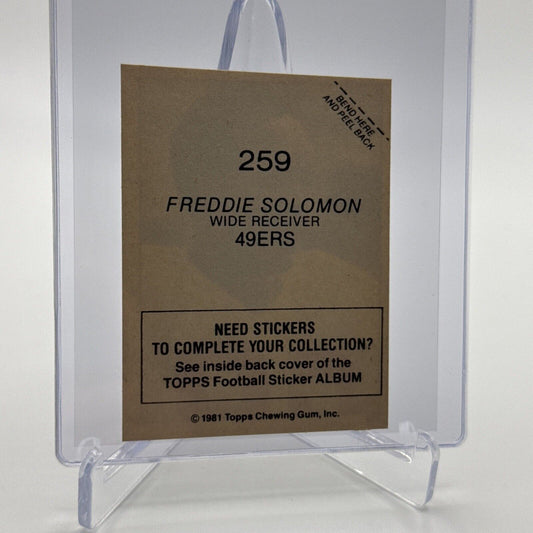 BEND HERE
AND PEEL BACK
259
FREDDIE SOLOMON
WIDE RECEIVER
49ERS
NEED STICKERS
TO COMPLETE YOUR COLLECTION?
See inside back cover of the
TOPPS Football Sticker ALBUM
© 1981 Topps Chewing Gum, Inc.